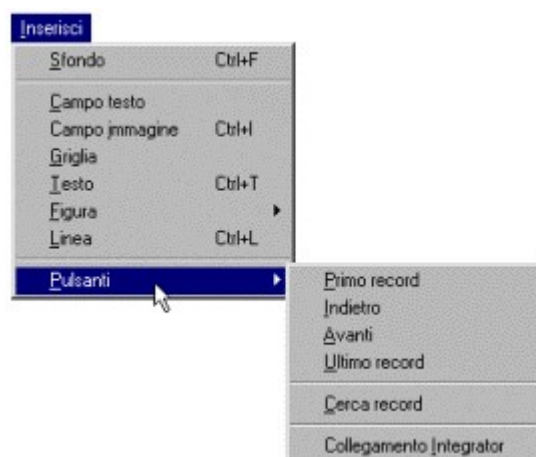 Inserisci
Sfondo Ctrl+F
Campo testo
Campo immagine Ctrl+I
Griglia
Testo Ctrl+T
Figura
Linea Ctrl+L
Pulsanti
Primo record
Indietro
Avanti
Ultimo record
Cerca record
Collegamento Integrator